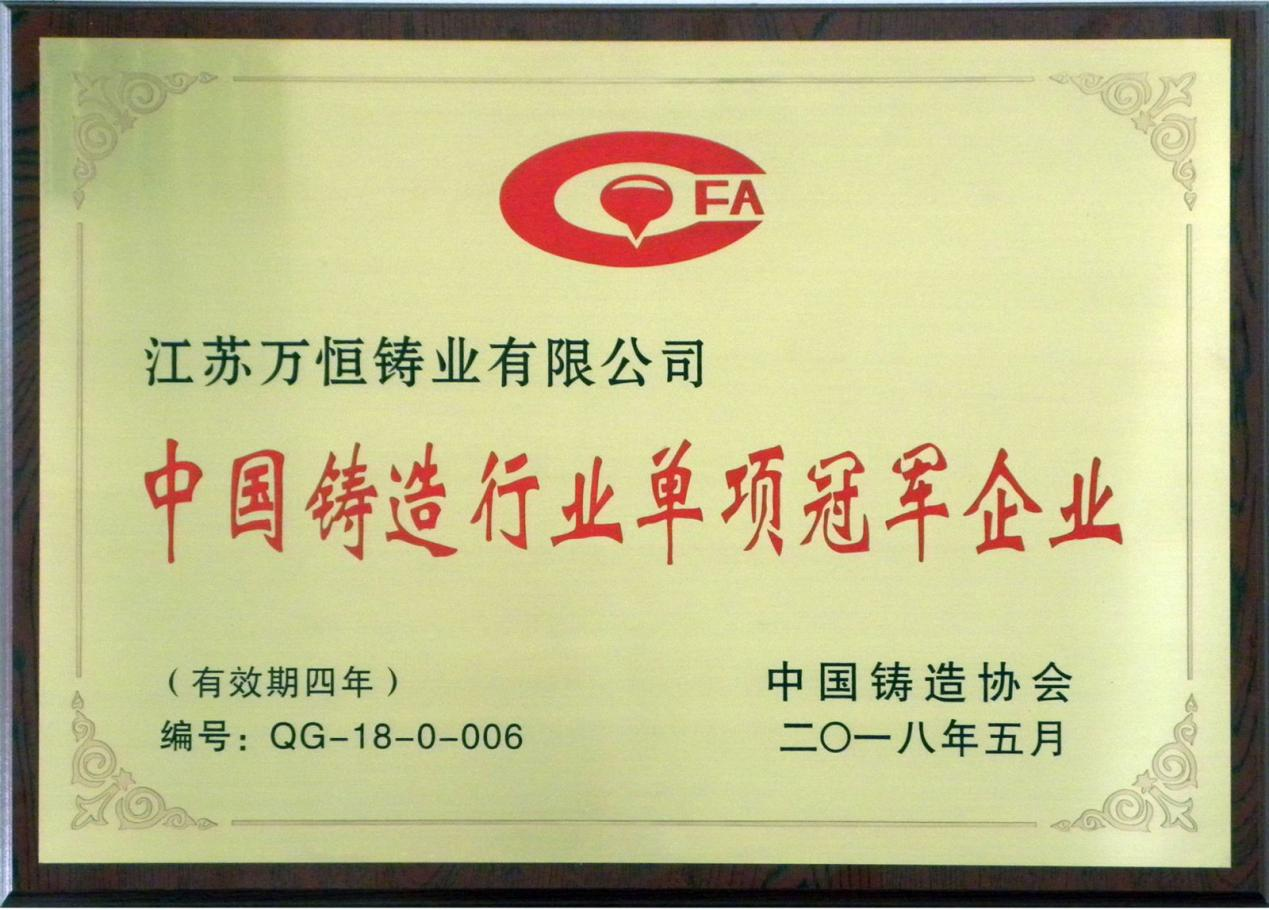 CFA
江苏万恒铸业有限公司
中国铸造行业单项冠军企业
（有效期四年）
编号：QG-18-0-006
中国铸造协会
二〇一八年五月